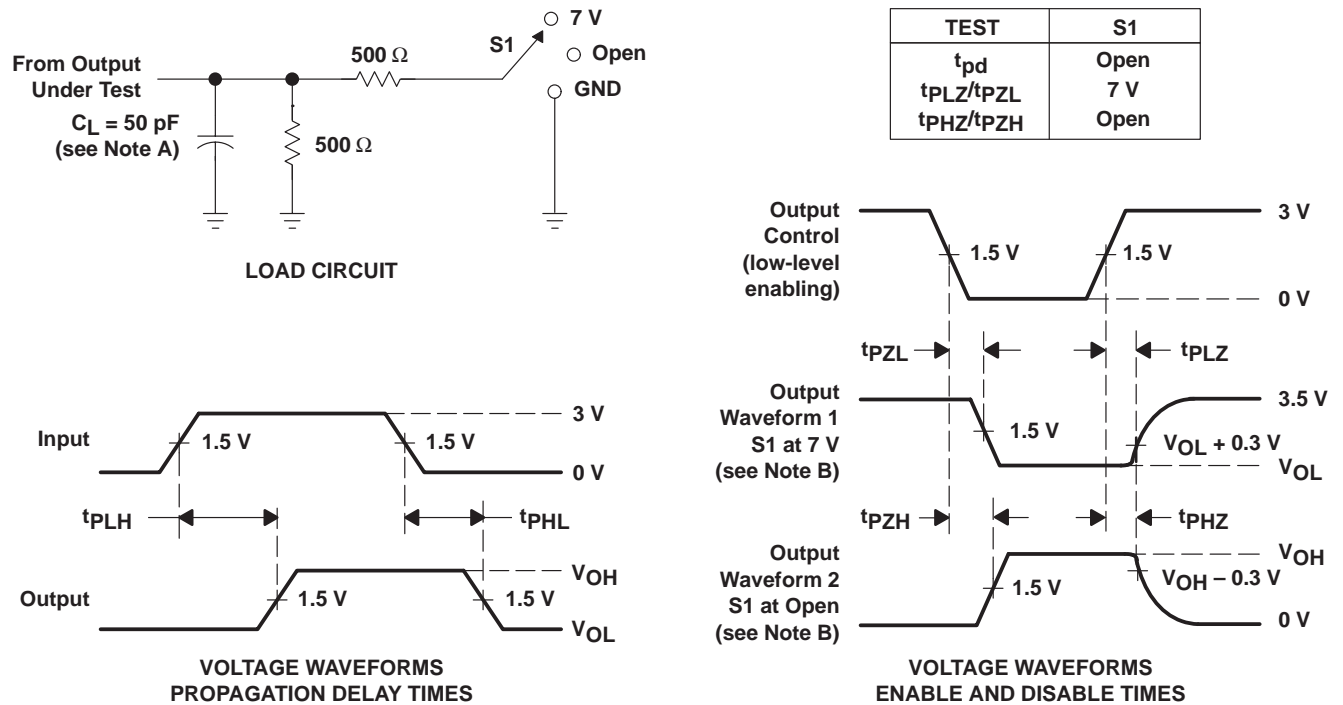 7 V
S1
Open
GND
500 Ω
From Output
Under Test
CL = 50 pF
(see Note A)
500 Ω
LOAD CIRCUIT
TEST S1
tpd Open
tPLZ/tPZL 7 V
tPHZ/tPZH Open
Input
1.5 V
1.5 V
3 V
0 V
tPLH
tPHL
Output
1.5 V
1.5 V
VOH
VOL
VOLTAGE WAVEFORMS
PROPAGATION DELAY TIMES
Output
Control
(low-level
enabling)
1.5 V
1.5 V
3 V
0 V
tPZL
tPLZ
Output
Waveform 1
S1 at 7 V
(see Note B)
1.5 V
3.5 V
VOL + 0.3 V
VOL
tPZH
tPHZ
Output
Waveform 2
S1 at Open
(see Note B)
1.5 V
VOH
VOH – 0.3 V
0 V
VOLTAGE WAVEFORMS
ENABLE AND DISABLE TIMES